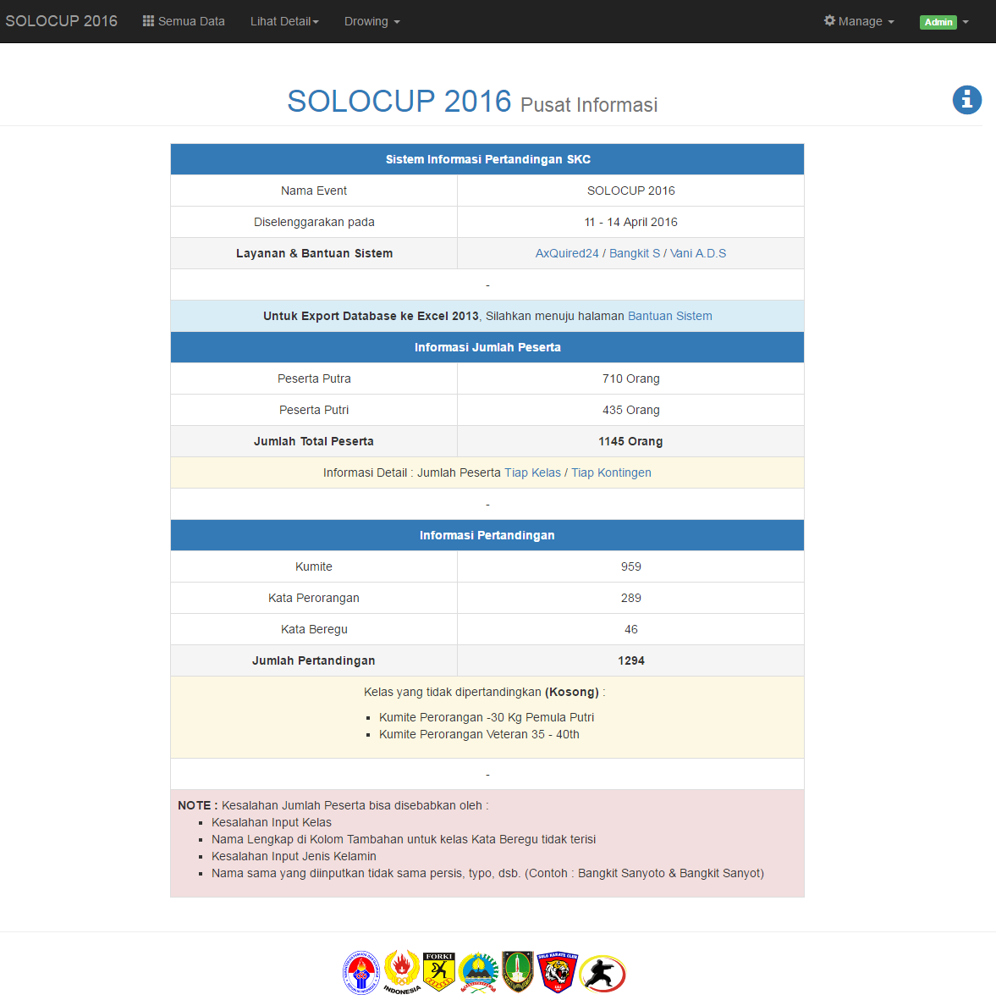 SOLOCUP 2016 Semua Data Lihat Detail Drowing Manage Admin
SOLOCUP 2016 Pusat Informasi
Sistem Informasi Pertandingan SKC
Nama Event SOLOCUP 2016
Diselenggarakan pada 11 - 14 April 2016
Layanan & Bantuan Sistem AxQuired24 / Bangkit S / Vani A.D.S
-
Untuk Export Database ke Excel 2013, Silahkan menuju halaman Bantuan Sistem
Informasi Jumlah Peserta
Peserta Putra 710 Orang
Peserta Putri 435 Orang
Jumlah Total Peserta 1145 Orang
Informasi Detail : Jumlah Peserta Tiap Kelas / Tiap Kontingen
-
Informasi Pertandingan
Kumite 959
Kata Perorangan 289
Kata Beregu 46
Jumlah Pertandingan 1294
Kelas yang tidak dipertandingkan (Kosong) :
Kumite Perorangan -30 Kg Pemula Putri
Kumite Perorangan Veteran 35 - 40th
-
NOTE : Kesalahan Jumlah Peserta bisa disebabkan oleh :
Kesalahan Input Kelas
Nama Lengkap di Kolom Tambahan untuk kelas Kata Beregu tidak terisi
Kesalahan Input Jenis Kelamin
Nama sama yang diinputkan tidak sama persis, typo, dsb. (Contoh : Bangkit Sanyoto & Bangkit Sanyot)
INDONESIA
FORKI
SOLO KARATE CLUB